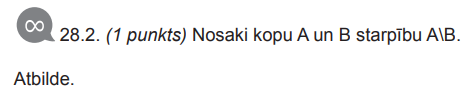 ∞ 28.2. (1 punkts) Nosaki kopu A un B starpību A\B.
Atbilde.